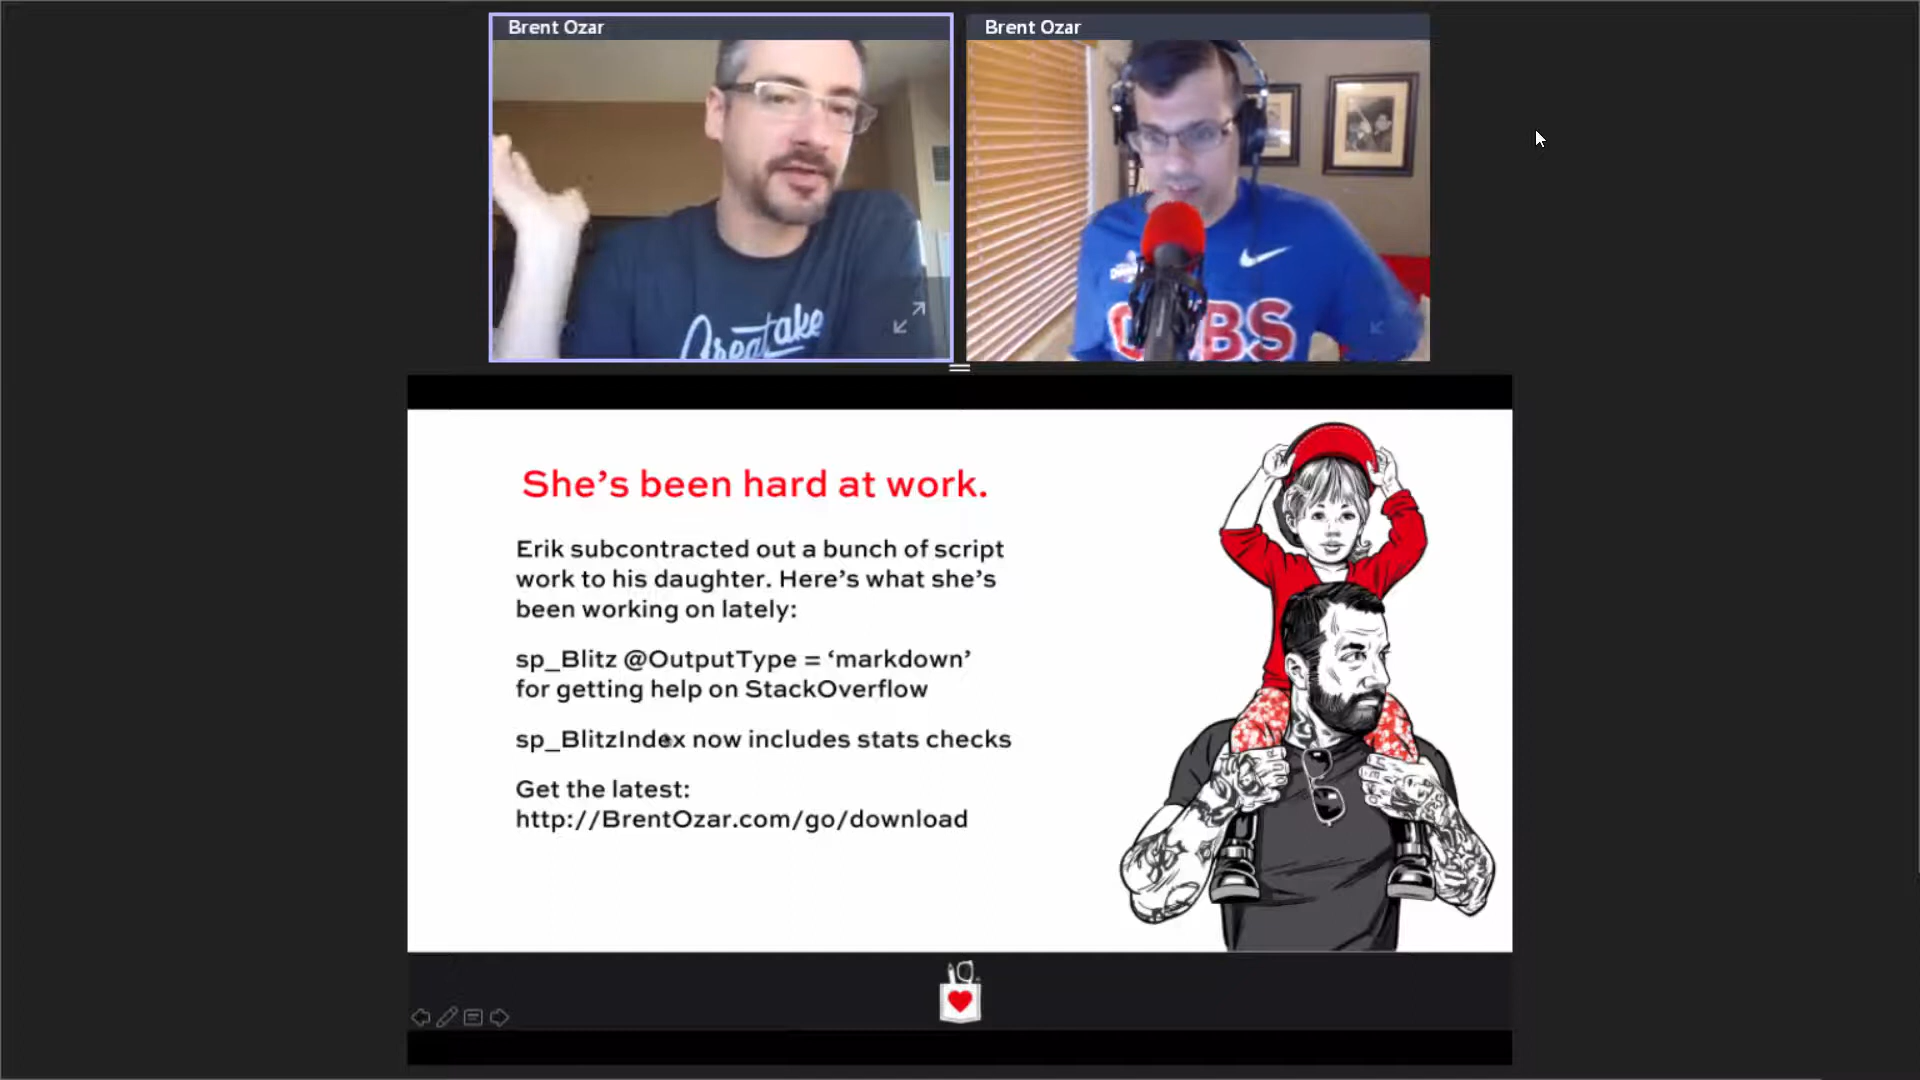 Brent Ozar
Brent Ozar
CUBS
She's been hard at work.
Erik subcontracted out a bunch of script
work to his daughter. Here's what she's
been working on lately:
sp_Blitz @OutputType = ‘markdown’
for getting help on StackOverflow
sp_BlitzIndex now includes stats checks
Get the latest:
http://BrentOzar.com/go/download